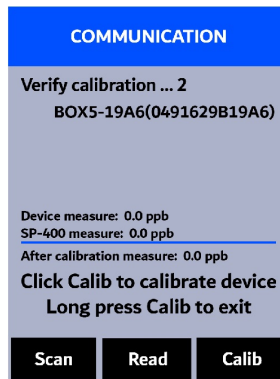 COMMUNICATION
Verify calibration ... 2
BOX5-19A6(0491629B19A6)
Device measure: 0.0 ppb
SP-400 measure: 0.0 ppb
After calibration measure: 0.0 ppb
Click Calib to calibrate device
Long press Calib to exit
Scan Read Calib